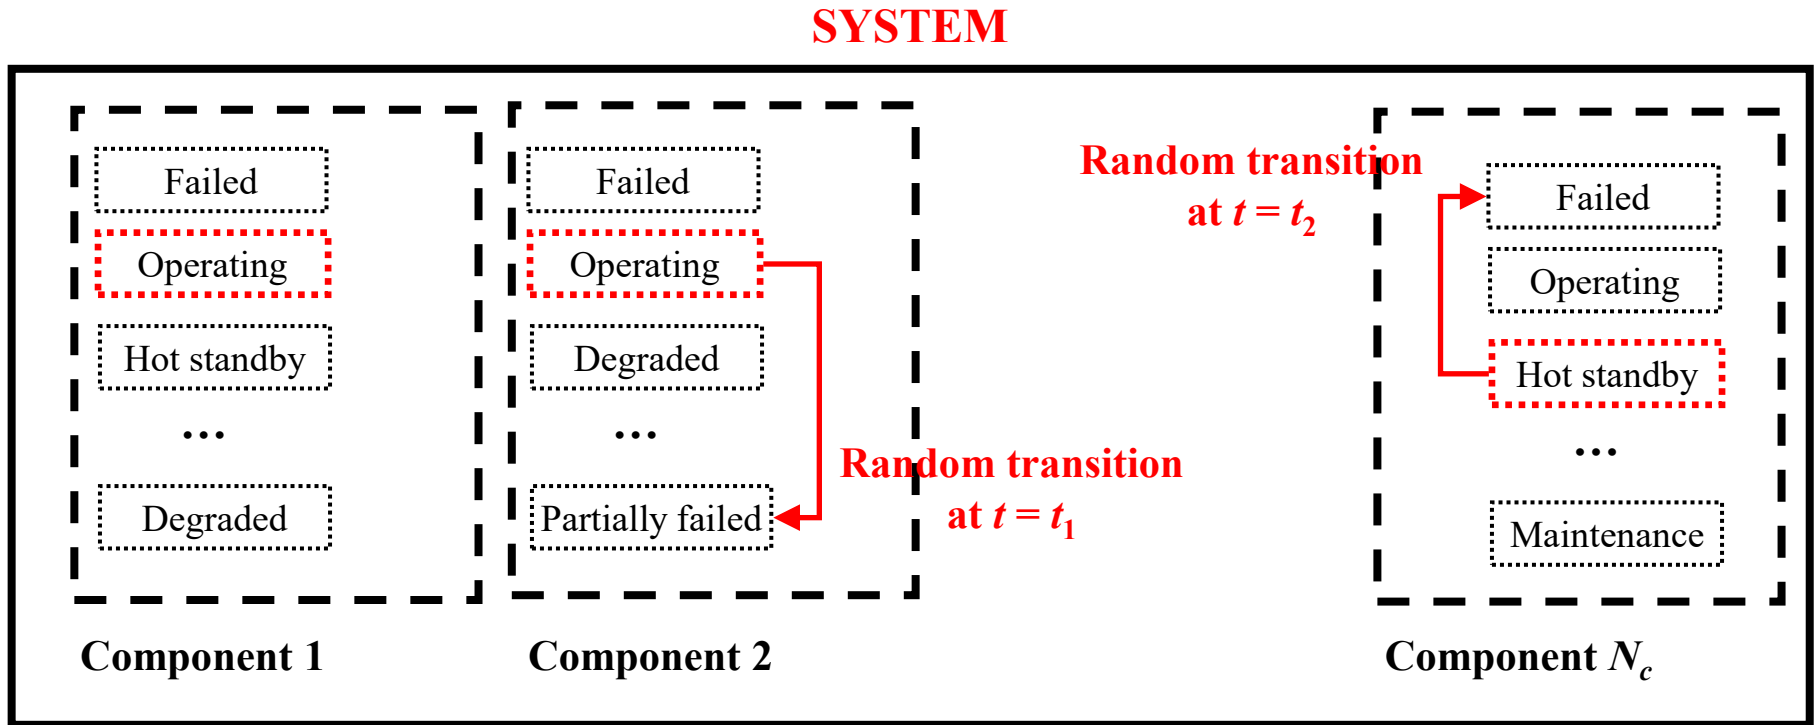 SYSTEM
Failed
Operating
Hot standby
...
Degraded
Component 1
Failed
Operating
Degraded
...
Partially failed
Random transition
at t = t1
Component 2
Random transition
at t = t2
Failed
Operating
Hot standby
...
Maintenance
Component Nc